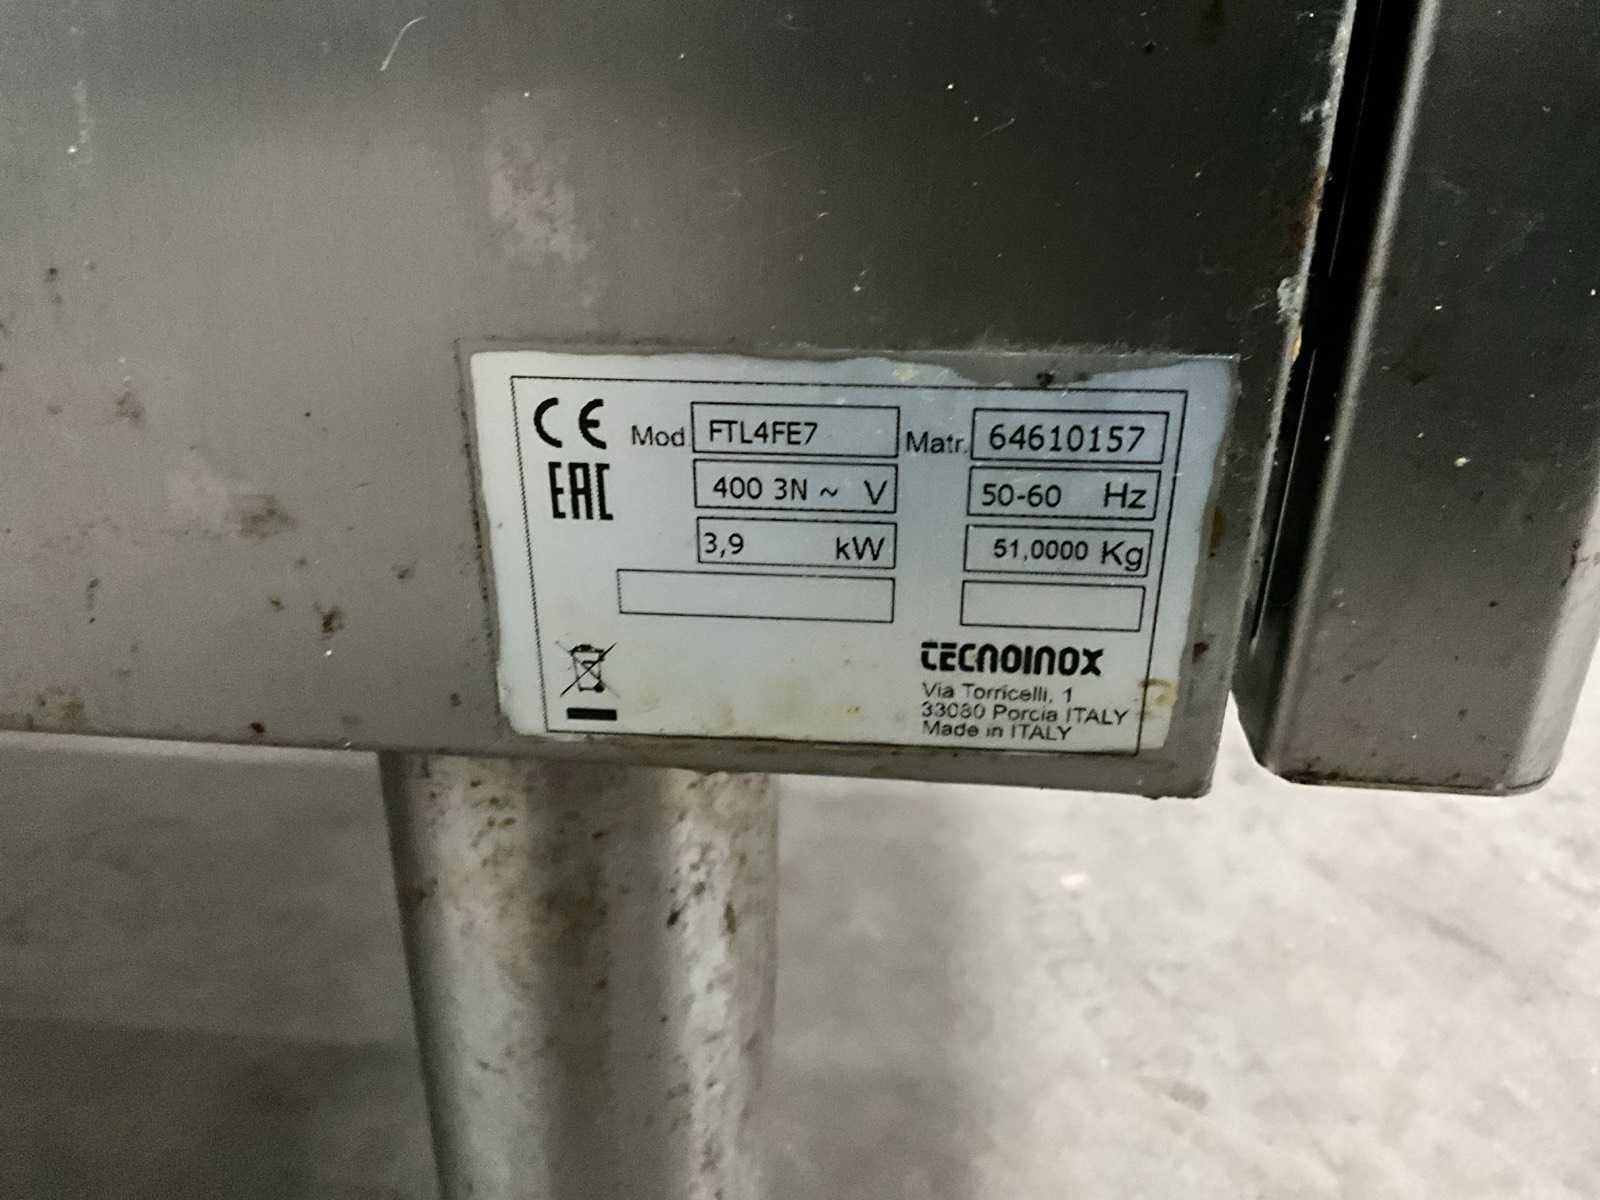 CE Mod FTL4FE7 Matr. 64610157
EAC 400 3N ~ V 50-60 Hz
3,9 kW 51,0000 Kg
TECNOINOX
Via Torricelli, 1
33080 Porcia ITALY
Made in ITALY